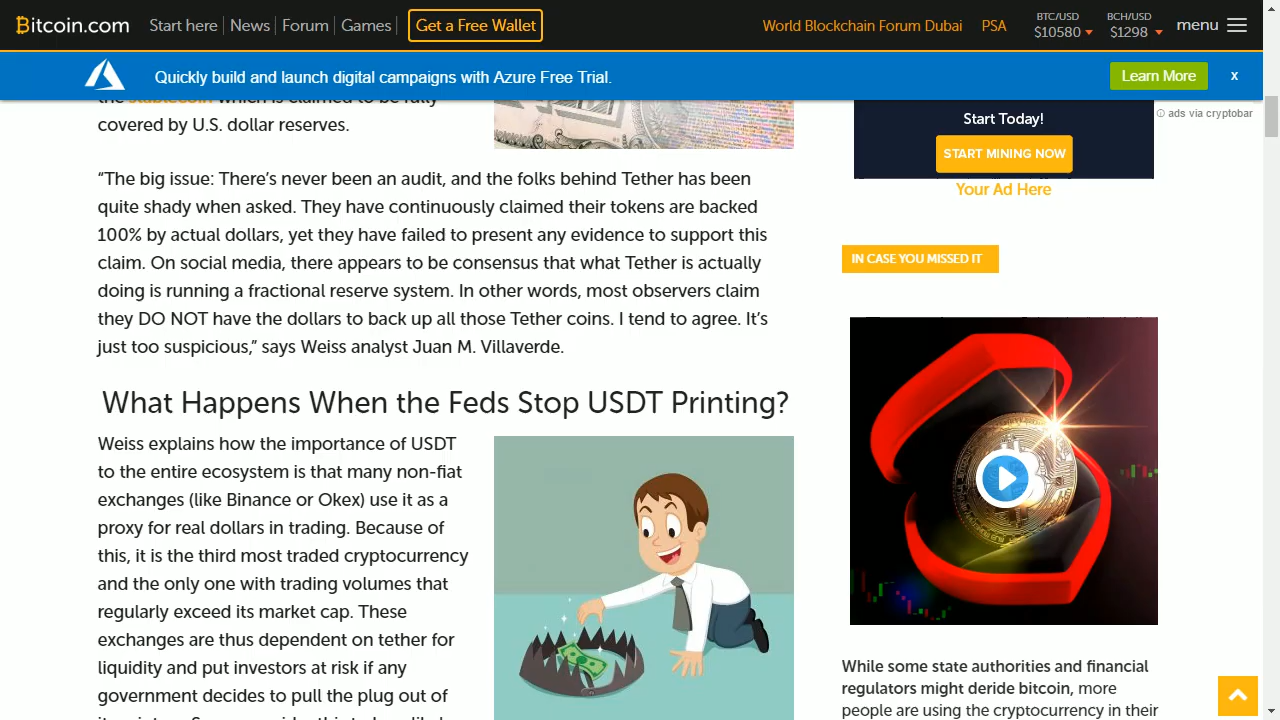 Bitcoin.com
Start here
News
Forum
Games
Get a Free Wallet
World Blockchain Forum Dubai
PSA
BTC/USD
$10580
BCH/USD
$1298
menu
Quickly build and launch digital campaigns with Azure Free Trial.
Learn More
x
covered by U.S. dollar reserves.
“The big issue: There’s never been an audit, and the folks behind Tether has been
quite shady when asked. They have continuously claimed their tokens are backed
100% by actual dollars, yet they have failed to present any evidence to support this
claim. On social media, there appears to be consensus that what Tether is actually
doing is running a fractional reserve system. In other words, most observers claim
they DO NOT have the dollars to back up all those Tether coins. I tend to agree. It’s
just too suspicious,” says Weiss analyst Juan M. Villaverde.
What Happens When the Feds Stop USDT Printing?
Weiss explains how the importance of USDT
to the entire ecosystem is that many non-fiat
exchanges (like Binance or Okex) use it as a
proxy for real dollars in trading. Because of
this, it is the third most traded cryptocurrency
and the only one with trading volumes that
regularly exceed its market cap. These
exchanges are thus dependent on tether for
liquidity and put investors at risk if any
government decides to pull the plug out of
Start Today!
START MINING NOW
Your Ad Here
ads via cryptobar
IN CASE YOU MISSED IT
While some state authorities and financial
regulators might deride bitcoin, more
people are using the cryptocurrency in their